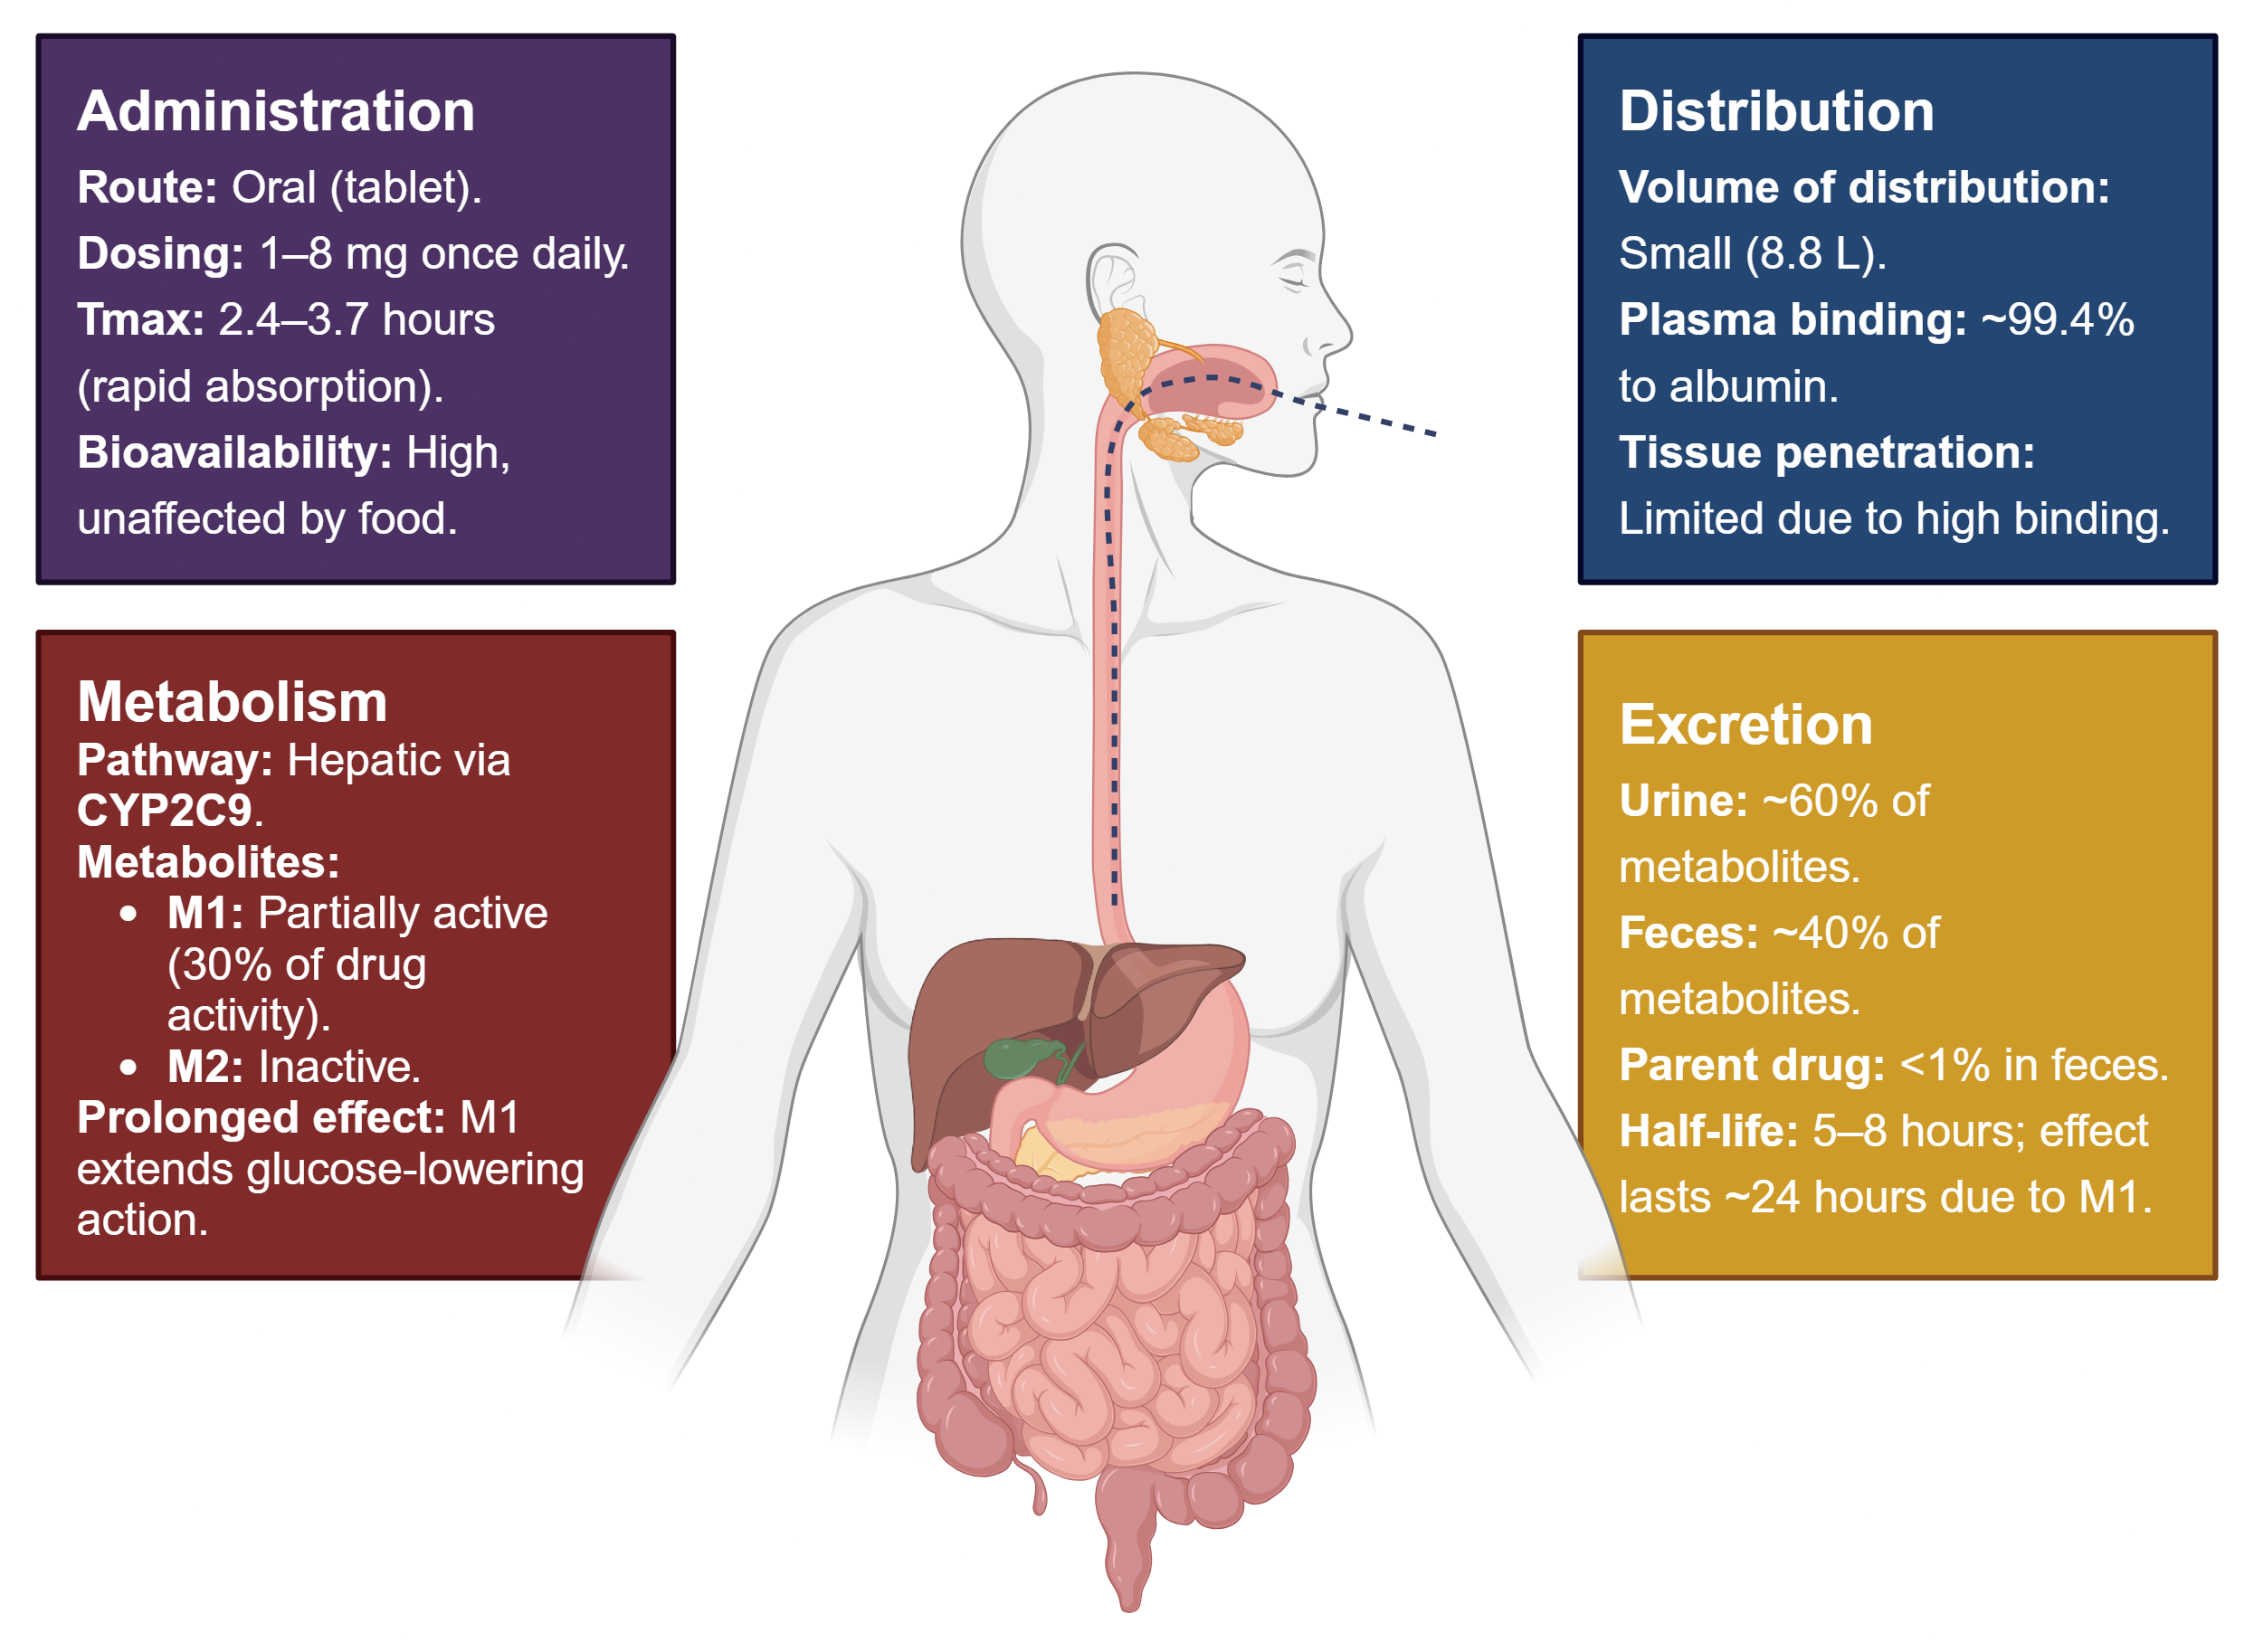 Administration
Route: Oral (tablet).
Dosing: 1–8 mg once daily.
Tmax: 2.4–3.7 hours
(rapid absorption).
Bioavailability: High,
unaffected by food.
Distribution
Volume of distribution:
Small (8.8 L).
Plasma binding: ~99.4%
to albumin.
Tissue penetration:
Limited due to high binding.
Metabolism
Pathway: Hepatic via
CYP2C9.
Metabolites:
• M1: Partially active
(30% of drug
activity).
• M2: Inactive.
Prolonged effect: M1
extends glucose-lowering
action.
Excretion
Urine: ~60% of
metabolites.
Feces: ~40% of
metabolites.
Parent drug: <1% in feces.
Half-life: 5–8 hours; effect
lasts ~24 hours due to M1.